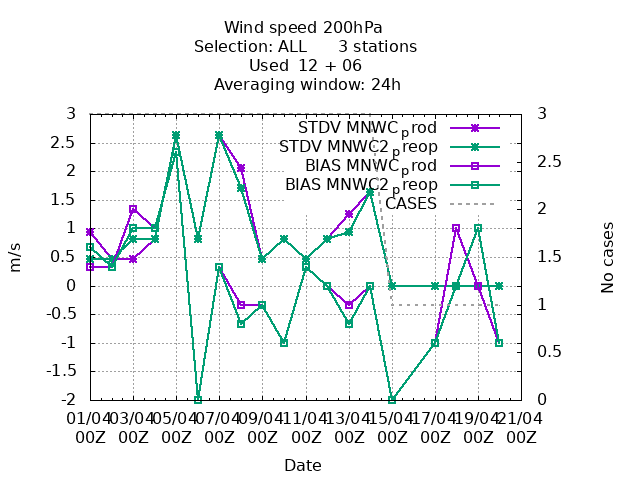 Wind speed 200hPa
Selection: ALL 3 stations
Used 12 + 06
Averaging window: 24h
3 3
STDV MNWCprod
2.5 STDV MNWC2preop 2.5
BIAS MNWCprod
2 BIAS MNWC2preop
CASES 2
1.5
1
0.5 1.5
0
-0.5 1
-1
0.5
-1.5
-2 0
m/s
No cases
01/04 03/04 05/04 07/04 09/04 11/04 13/04 15/04 17/04 19/04 21/04
00Z 00Z 00Z 00Z 00Z 00Z 00Z 00Z 00Z 00Z 00Z
Date